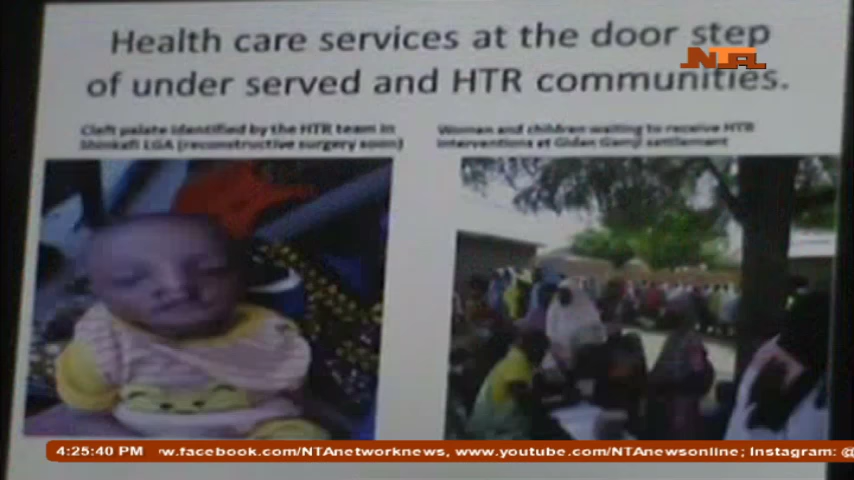 Health care services at the door step
of under served and HTR communities.
NTA
Cleft palate identified by the HTR team in
Shinkafi LGA (reconstructive surgery soon)
Women and children waiting to receive HTR
interventions at Gidan Gamji settlement
4:25:40 PM
w.facebook.com/NTAnetworknews, www.youtube.com/NTAnewsonline; Instagram: @